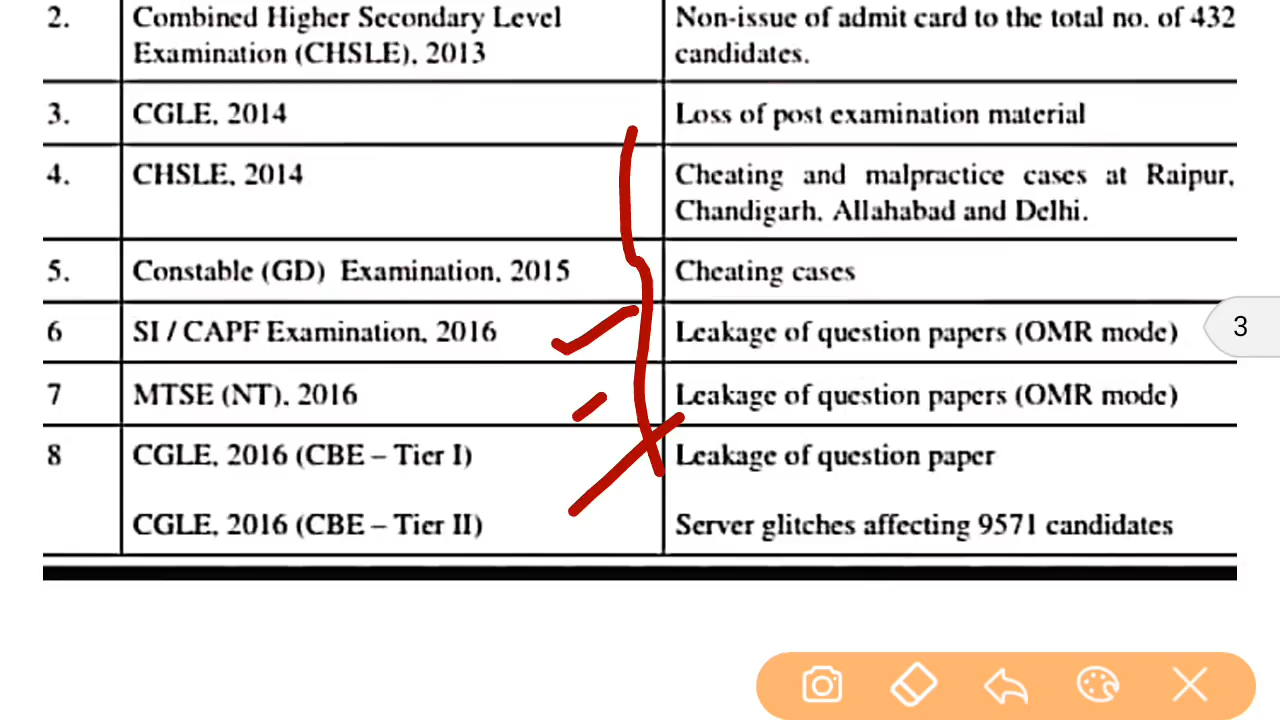 2. Combined Higher Secondary Level Non-issue of admit card to the total no. of 432
Examination (CHSLE), 2013 candidates.
3. CGLE, 2014 Loss of post examination material
4. CHSLE, 2014 Cheating and malpractice cases at Raipur,
Chandigarh, Allahabad and Delhi.
5. Constable (GD) Examination, 2015 Cheating cases
6 SI / CAPF Examination, 2016 Leakage of question papers (OMR mode)
3
7 MTSE (NT), 2016 Leakage of question papers (OMR mode)
8 CGLE, 2016 (CBE – Tier I) Leakage of question paper
CGLE, 2016 (CBE – Tier II) Server glitches affecting 9571 candidates